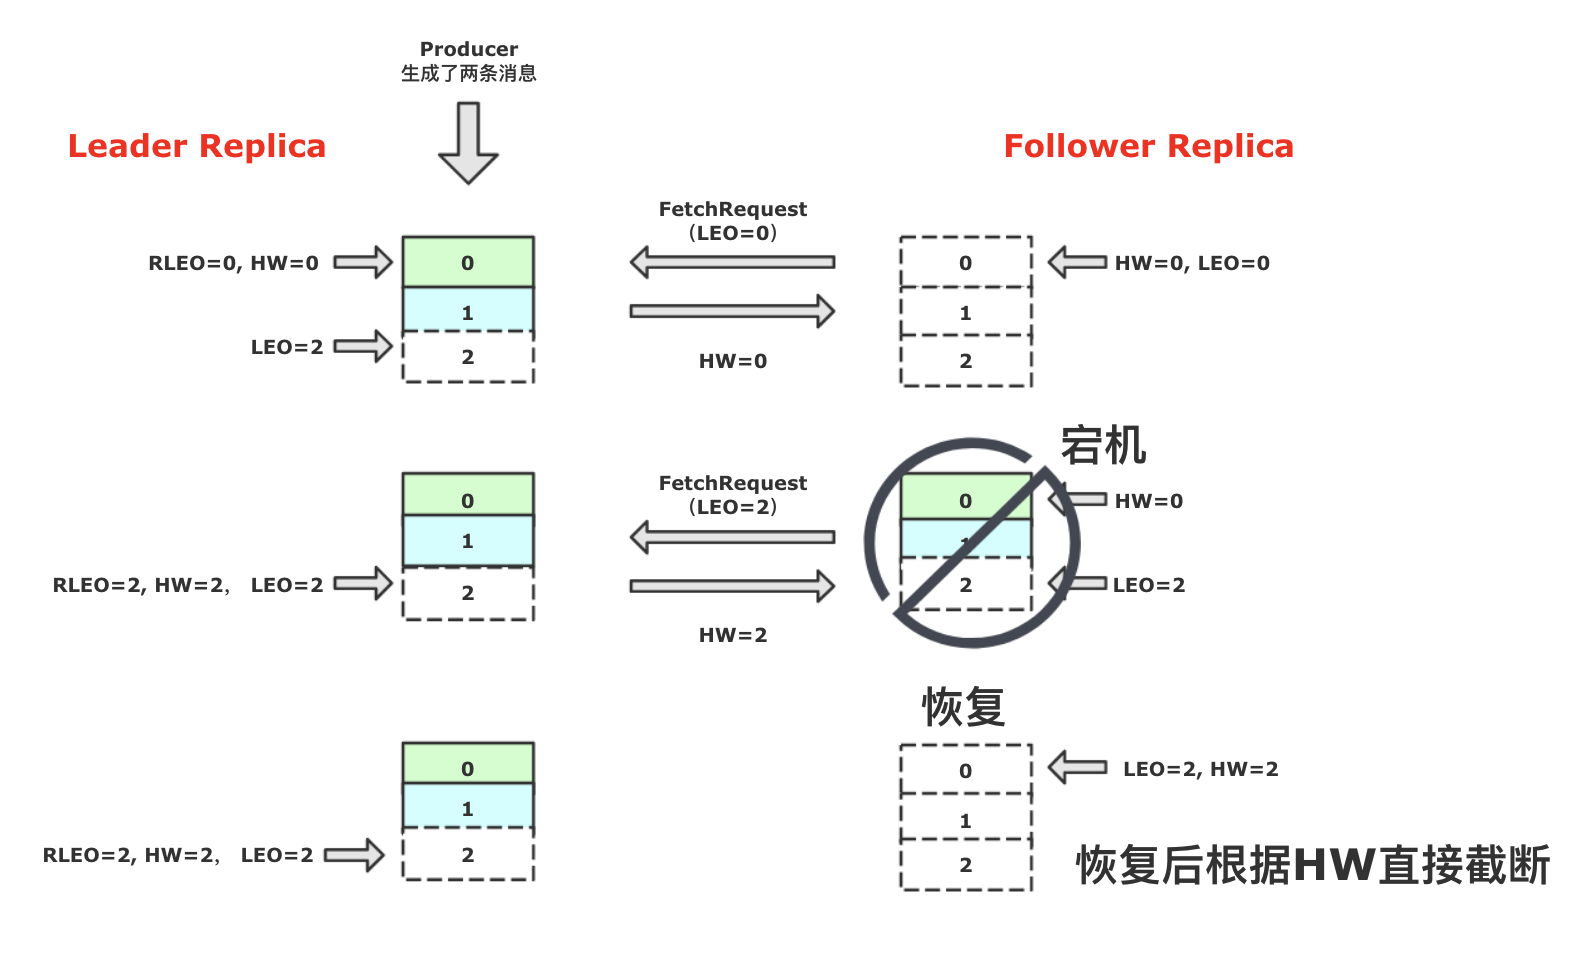 Producer
生成了两条消息
Leader Replica
Follower Replica
FetchRequest
（LEO=0）
RLEO=0, HW=0
0
0
HW=0, LEO=0
1
1
LEO=2
2
HW=0
2
宕机
FetchRequest
（LEO=2）
0
0
HW=0
1
1
RLEO=2, HW=2， LEO=2
2
2
LEO=2
HW=2
恢复
0
0
LEO=2, HW=2
1
1
RLEO=2, HW=2， LEO=2
2
2
恢复后根据HW直接截断